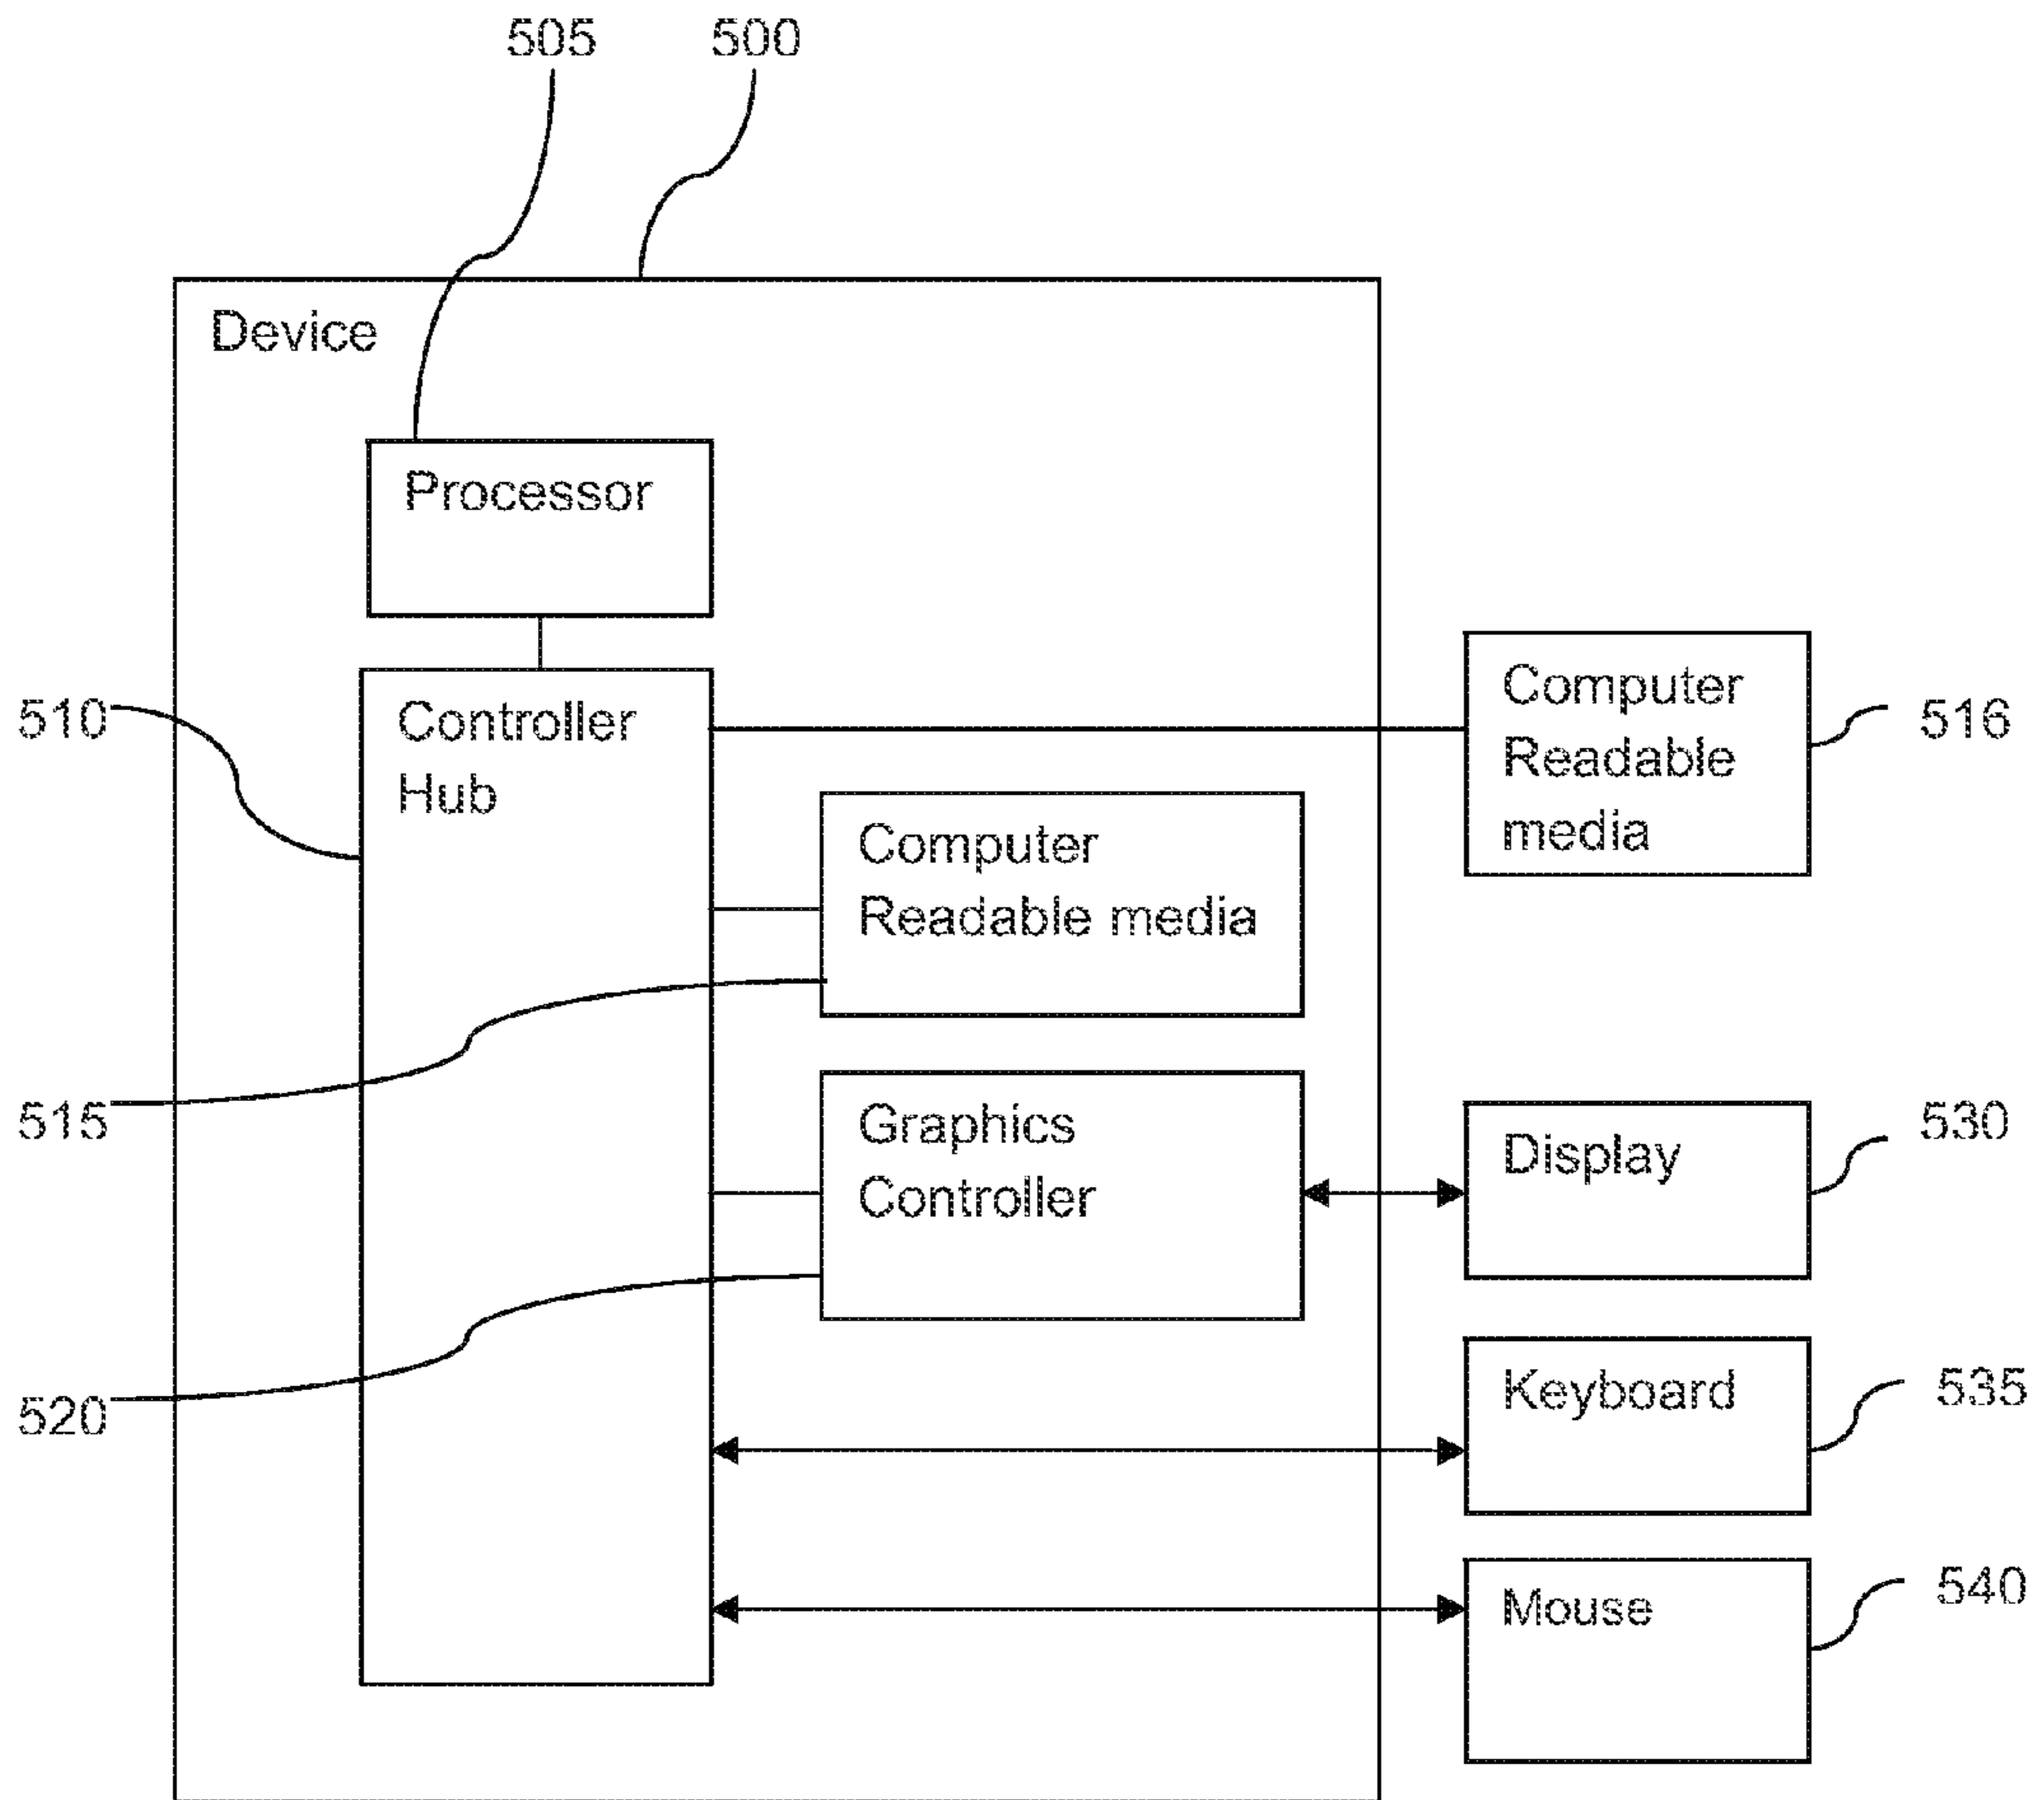 505
500
Device
Processor
510
Controller
Hub
Computer
Readable
media
516
Computer
Readable media
515
Graphics
Controller
Display
530
520
Keyboard
535
Mouse
540